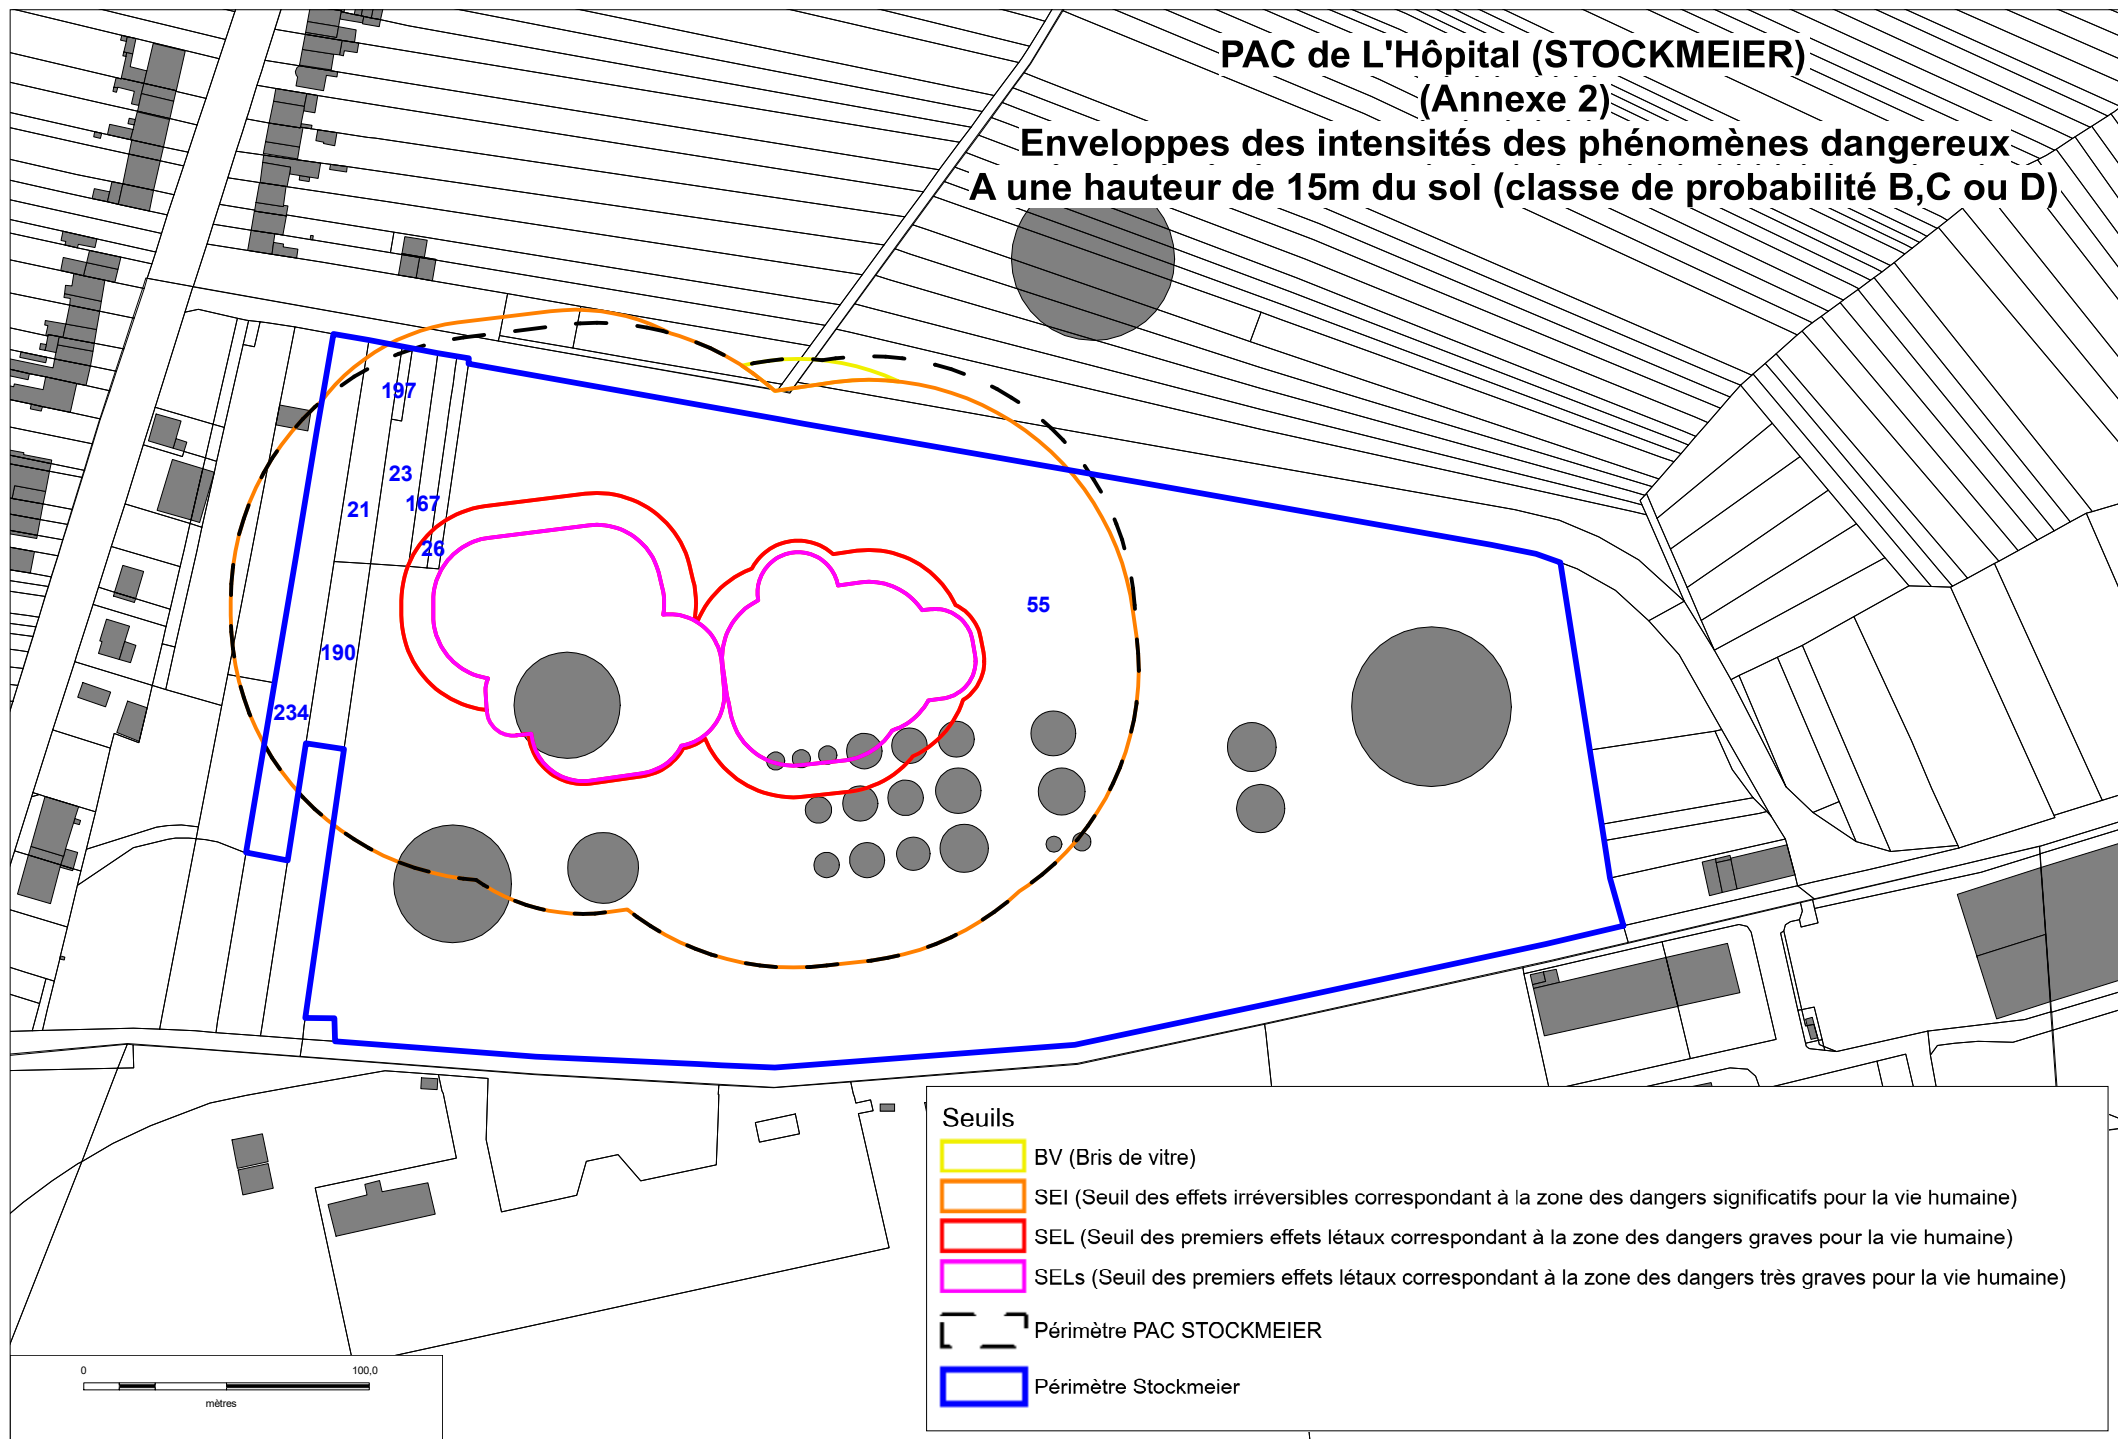 PAC de L'Hôpital (STOCKMEIER)
(Annexe 2)
Enveloppes des intensités des phénomènes dangereux
A une hauteur de 15m du sol (classe de probabilité B,C ou D)
197
23
21
167
26
55
190
234
Seuils
BV (Bris de vitre)
SEI (Seuil des effets irréversibles correspondant à la zone des dangers significatifs pour la vie humaine)
SEL (Seuil des premiers effets létaux correspondant à la zone des dangers graves pour la vie humaine)
SELs (Seuil des premiers effets létaux correspondant à la zone des dangers très graves pour la vie humaine)
Périmètre PAC STOCKMEIER
Périmètre Stockmeier
0 100,0
mètres